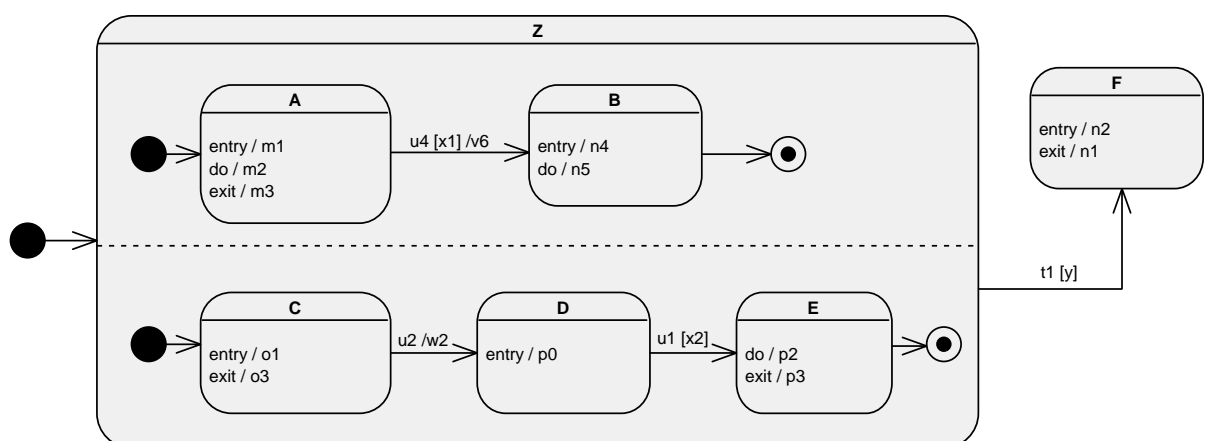 Z
A
entry / m1
do / m2
exit / m3
u4 [x1] /v6
B
entry / n4
do / n5
F
entry / n2
exit / n1
t1 [y]
C
entry / o1
exit / o3
u2 /w2
D
entry / p0
u1 [x2]
E
do / p2
exit / p3